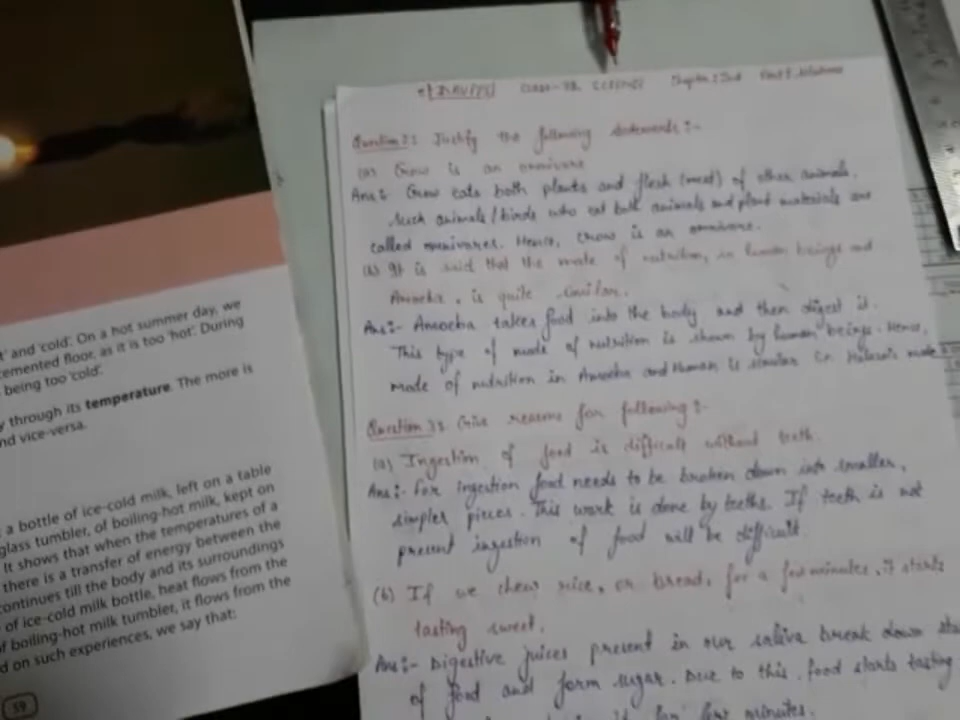 t' and 'cold'. On a hot summer day, we
cemented floor, as it is too 'hot'. During
being too 'cold'.
y through its temperature. The more is
nd vice-versa.
a bottle of ice-cold milk, left on a table
glass tumbler, of boiling-hot milk, kept on
It shows that when the temperatures of a
there is a transfer of energy between the
continues till the body and its surroundings
of ice-cold milk bottle, heat flows from the
of boiling-hot milk tumbler, it flows from the
d on such experiences, we say that:
59
Class-
Question 2: Justify the following statements:-
(a) Crow is an omnivore
Ans:- Crow eats both plants and flesh (meat) of other animals.
Such animals/birds who eat both animals and plant materials are
called omnivores. Hence, crow is an omnivore.
(b) It is said that the mode of nutrition, in human beings and
Amoeba, is quite similar.
Ans:- Amoeba takes food into the body and then digest it.
This type of mode of nutrition is shown by human beings. Hence,
mode of nutrition in Amoeba and Human is similar i.e.
Question 3: Give reasons for following:-
(a) Ingestion of food is difficult without teeth.
Ans:- For ingestion food needs to be broken down into smaller,
simpler pieces. This work is done by teeths. If teeth is not
present ingestion of food will be difficult.
(b) If we chew rice, or bread, for a few minutes, it starts
tasting sweet.
Ans:- Digestive juices present in our saliva break down
of food and form sugar. Due to this, food starts tasting
few minutes.